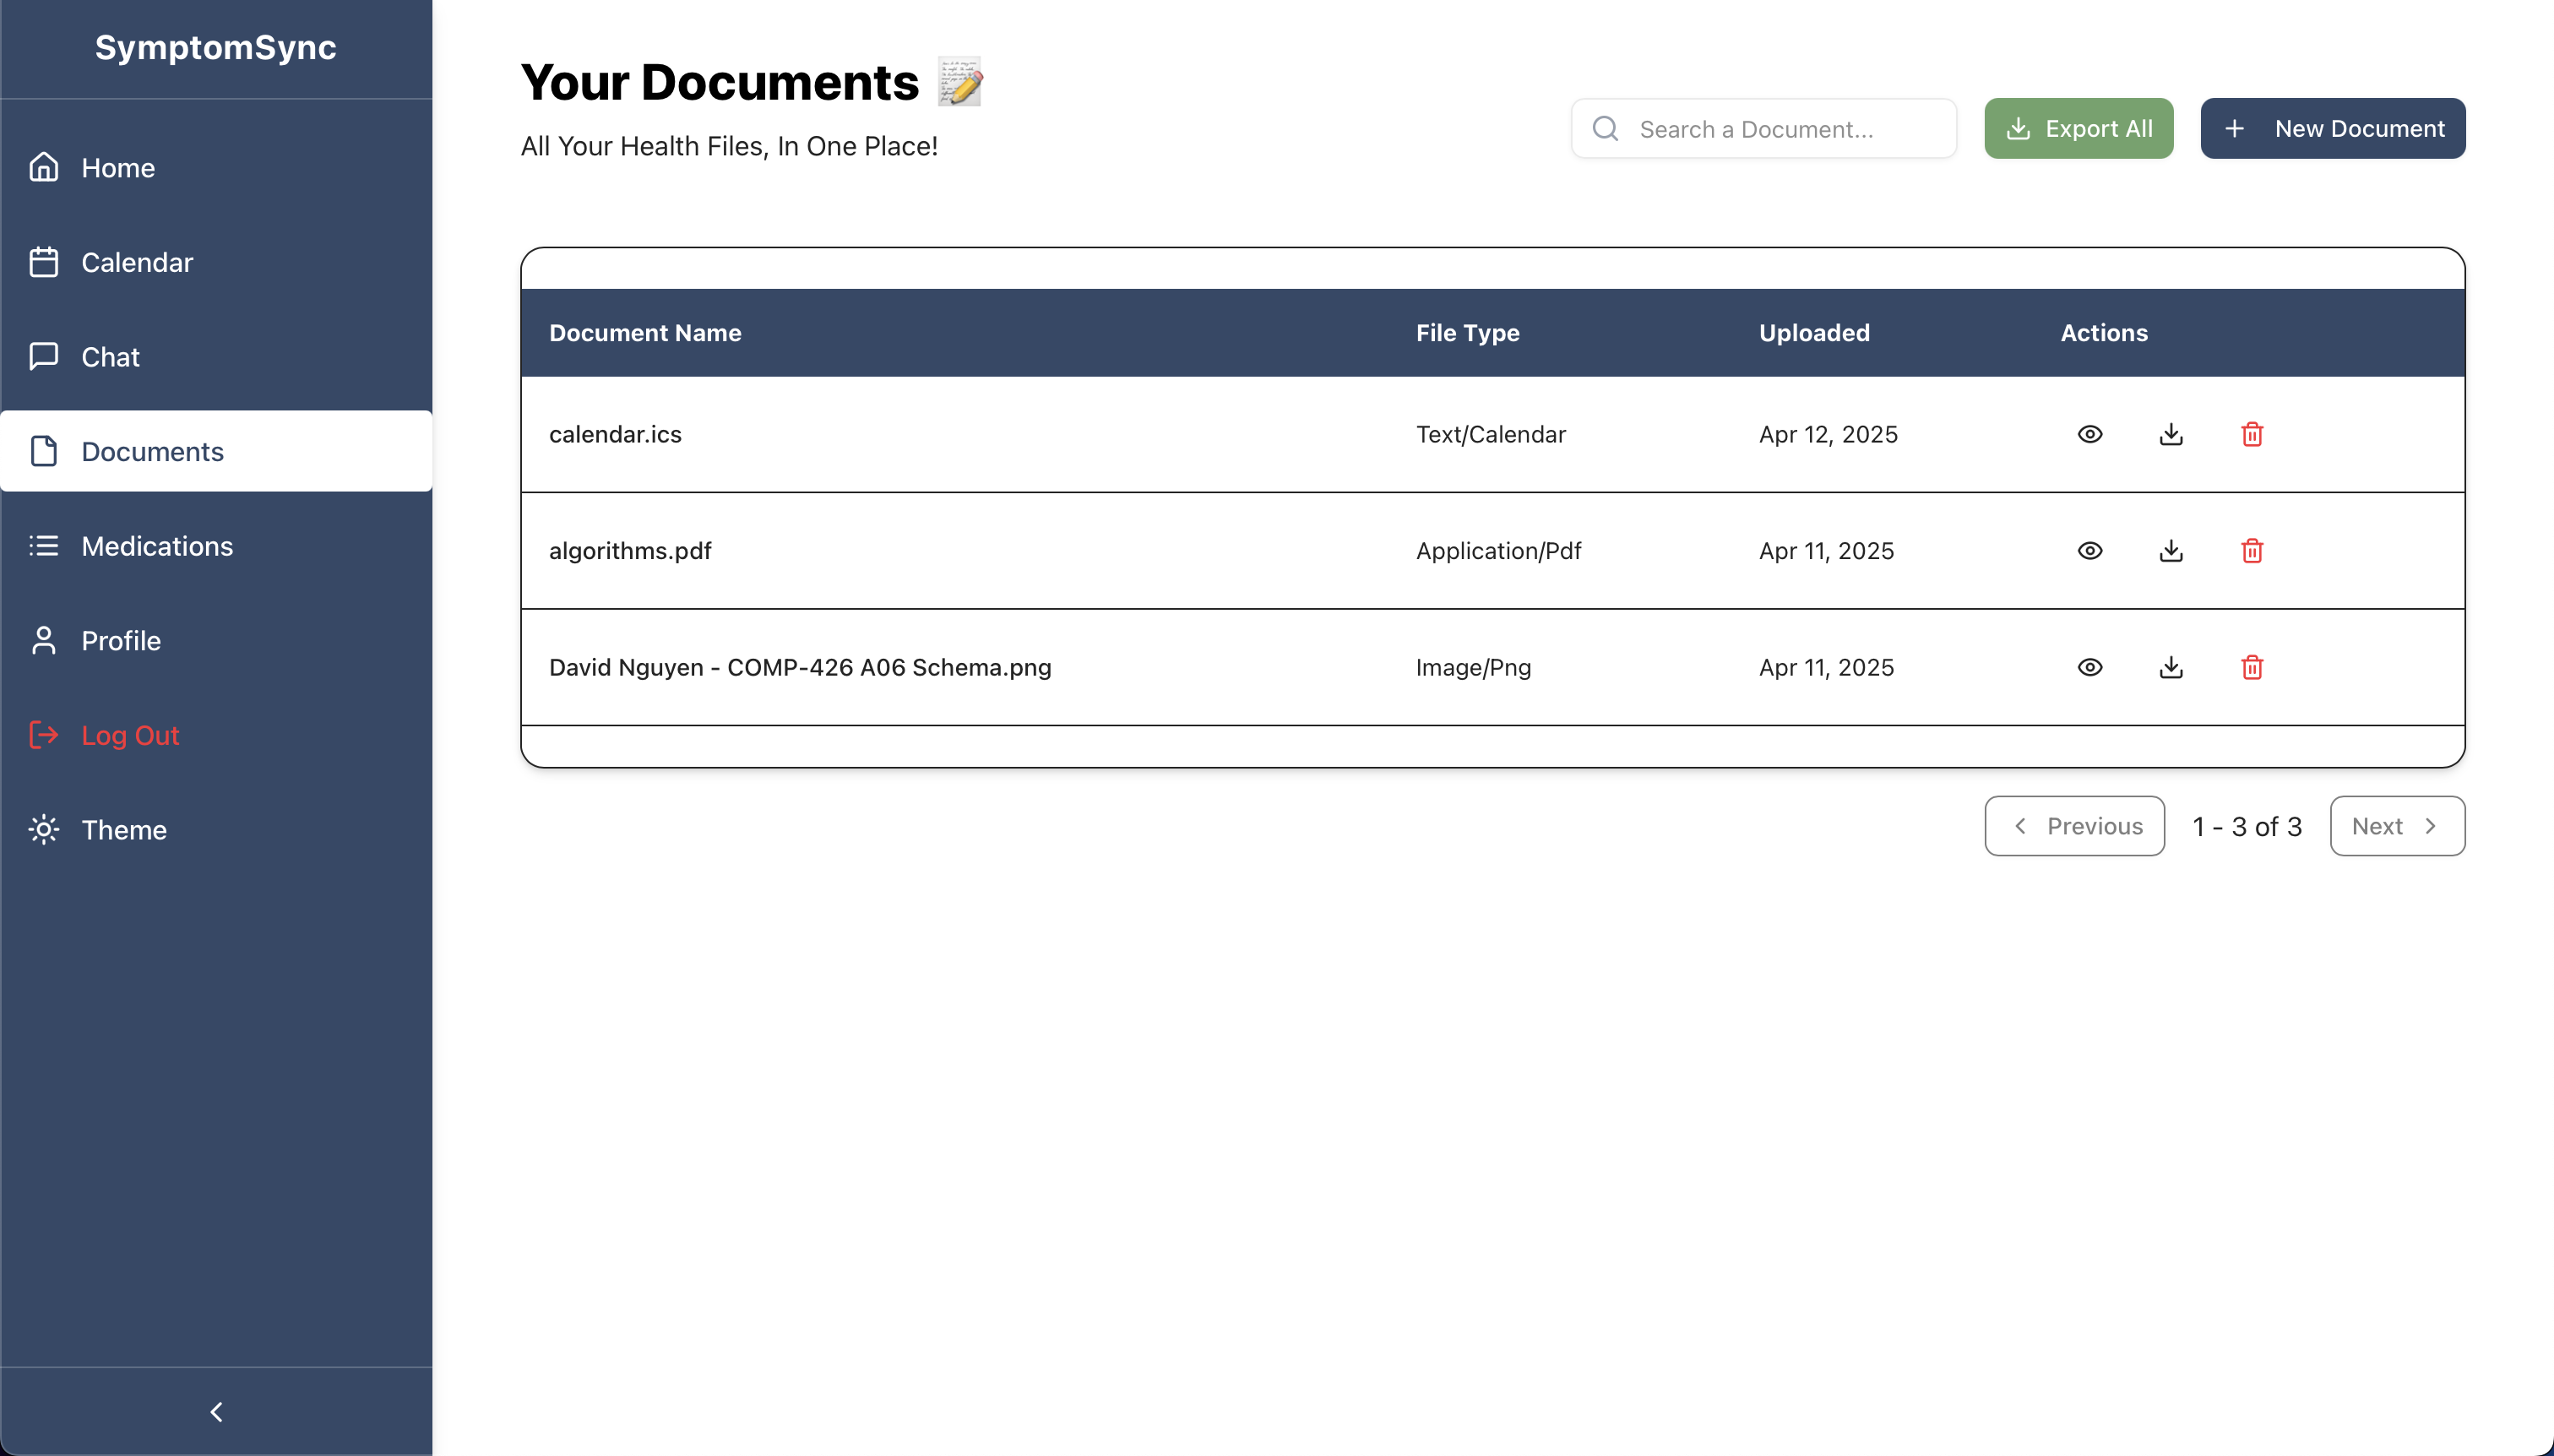 SymptomSync
Home
Calendar
Chat
Documents
Medications
Profile
Log Out
Theme
Your Documents
All Your Health Files, In One Place!
Search a Document...
Export All
New Document
Document Name File Type Uploaded Actions
calendar.ics Text/Calendar Apr 12, 2025
algorithms.pdf Application/Pdf Apr 11, 2025
David Nguyen - COMP-426 A06 Schema.png Image/Png Apr 11, 2025
Previous 1 - 3 of 3 Next